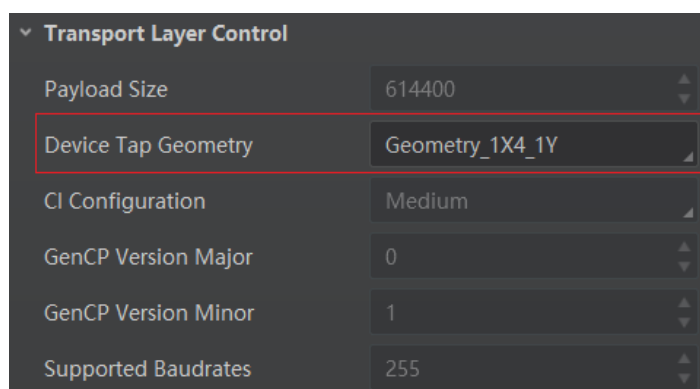 Transport Layer Control
Payload Size 614400
Device Tap Geometry Geometry_1X4_1Y
CI Configuration Medium
GenCP Version Major 0
GenCP Version Minor 1
Supported Baudrates 255